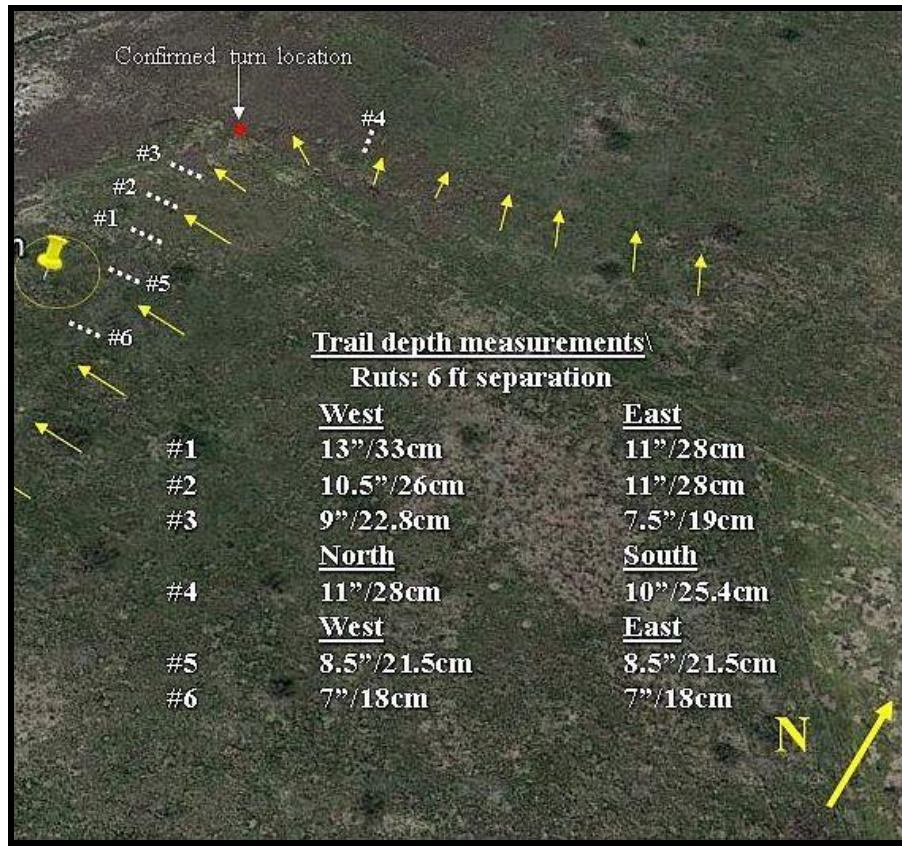 Confirmed turn location
#4
#3
#2
#1
#5
#6
Trail depth measurements\
Ruts: 6 ft separation
West East
#1 13”/33cm 11”/28cm
#2 10.5”/26cm 11”/28cm
#3 9”/22.8cm 7.5”/19cm
North South
#4 11”/28cm 10”/25.4cm
West East
#5 8.5”/21.5cm 8.5”/21.5cm
#6 7”/18cm 7”/18cm
N